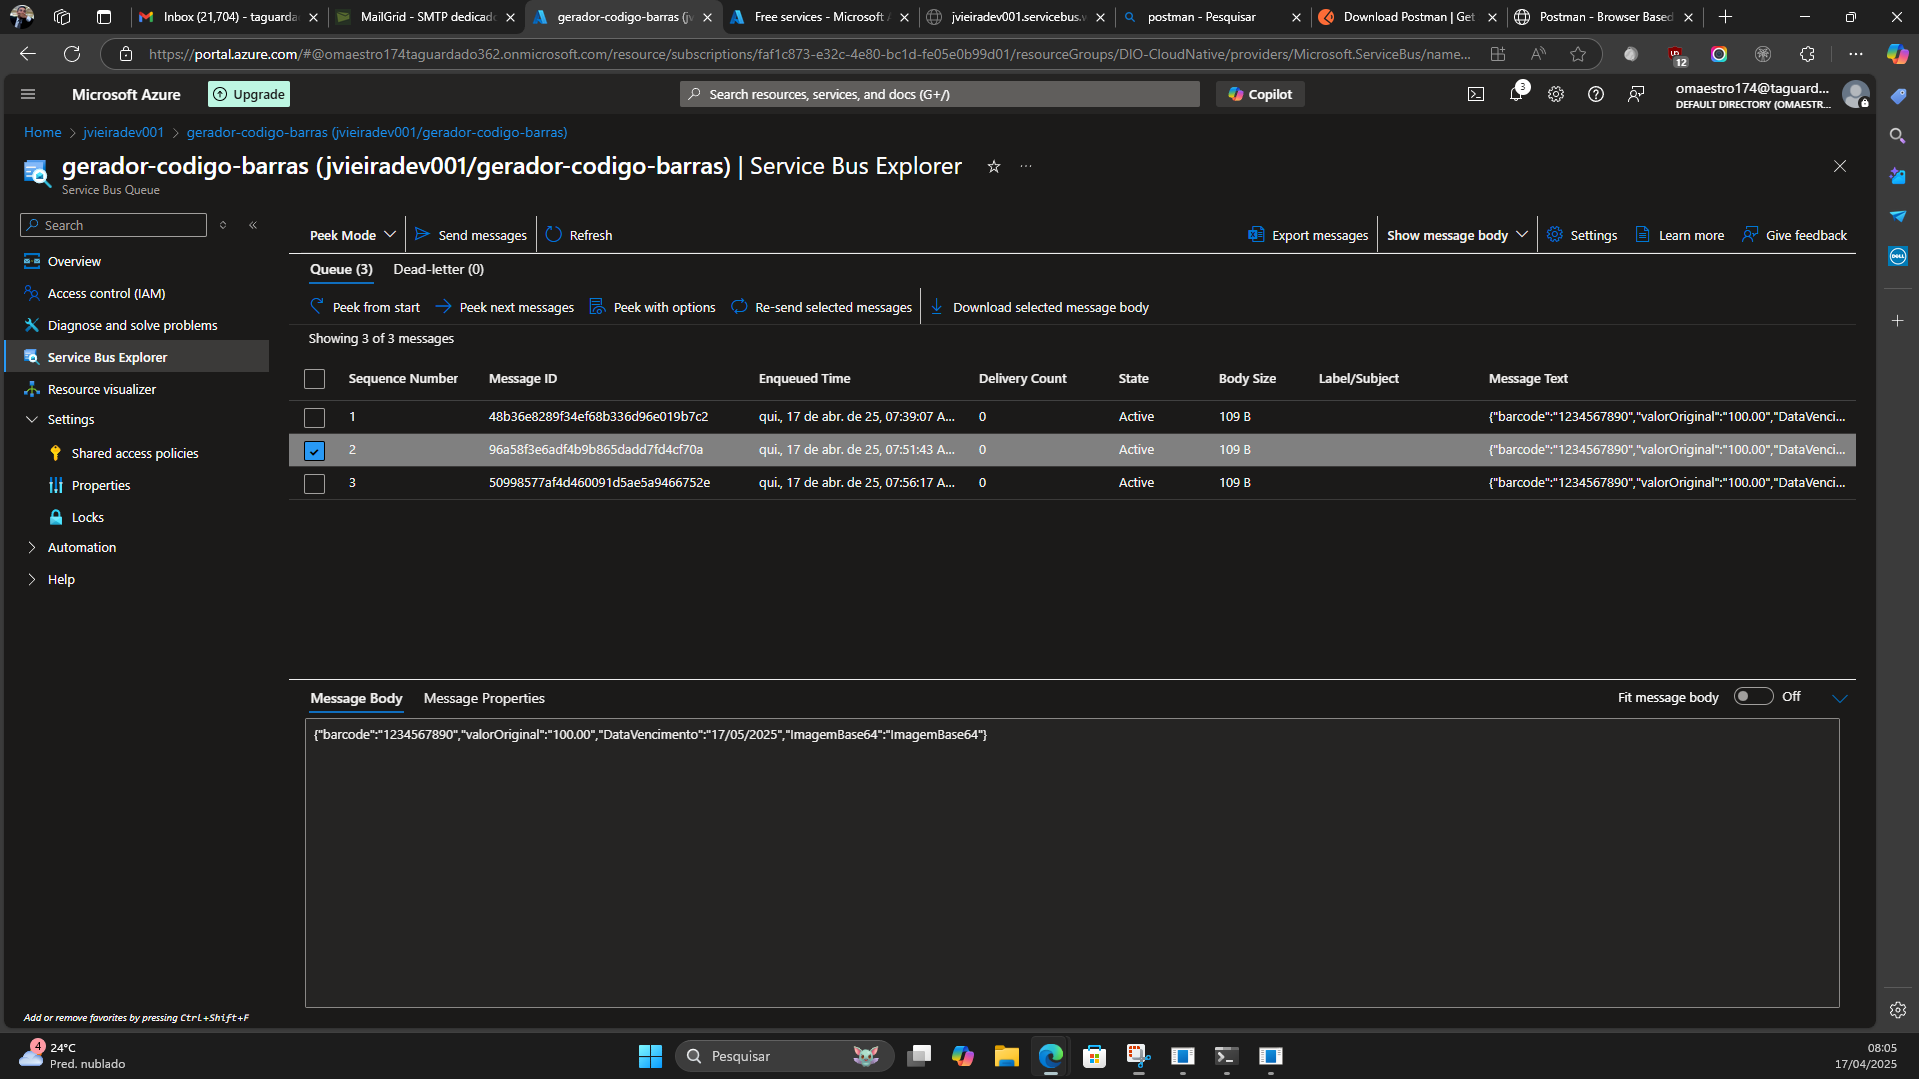 Inbox (21,704) - taguarda
MailGrid - SMTP dedicado
gerador-codigo-barras (jv
Free services - Microsoft A
jvieiradev001.servicebus.w
postman - Pesquisar
Download Postman | Get
Postman - Browser Based
https://portal.azure.com/#@omaestro174taguardado362.onmicrosoft.com/resource/subscriptions/faf1c873-e32c-4e80-bc1d-fe05e0b99d01/resourceGroups/DIO-CloudNative/providers/Microsoft.ServiceBus/name...
12
Microsoft Azure
Upgrade
Search resources, services, and docs (G+/)
Copilot
3
omaestro174@taguard...
DEFAULT DIRECTORY (OMAESTR...
Home > jvieiradev001 > gerador-codigo-barras (jvieiradev001/gerador-codigo-barras)
gerador-codigo-barras (jvieiradev001/gerador-codigo-barras) | Service Bus Explorer
Service Bus Queue
Search
Overview
Access control (IAM)
Diagnose and solve problems
Service Bus Explorer
Resource visualizer
Settings
Shared access policies
Properties
Locks
Automation
Help
Add or remove favorites by pressing Ctrl+Shift+F
Peek Mode
Send messages
Refresh
Export messages
Show message body
Settings
Learn more
Give feedback
Queue (3)
Dead-letter (0)
Peek from start
Peek next messages
Peek with options
Re-send selected messages
Download selected message body
Showing 3 of 3 messages
Sequence Number Message ID Enqueued Time Delivery Count State Body Size Label/Subject Message Text
1 48b36e8289f34ef68b336d96e019b7c2 qui., 17 de abr. de 25, 07:39:07 A... 0 Active 109 B {"barcode":"1234567890","valorOriginal":"100.00","DataVenci...
2 96a58f3e6adf4b9b865dadd7fd4cf70a qui., 17 de abr. de 25, 07:51:43 A... 0 Active 109 B {"barcode":"1234567890","valorOriginal":"100.00","DataVenci...
3 50998577af4d460091d5ae5a9466752e qui., 17 de abr. de 25, 07:56:17 A... 0 Active 109 B {"barcode":"1234567890","valorOriginal":"100.00","DataVenci...
Message Body
Message Properties
Fit message body
Off
{"barcode":"1234567890","valorOriginal":"100.00","DataVencimento":"17/05/2025","ImagemBase64":"ImagemBase64"}
4
24°C
Pred. nublado
Pesquisar
08:05
17/04/2025
DELL